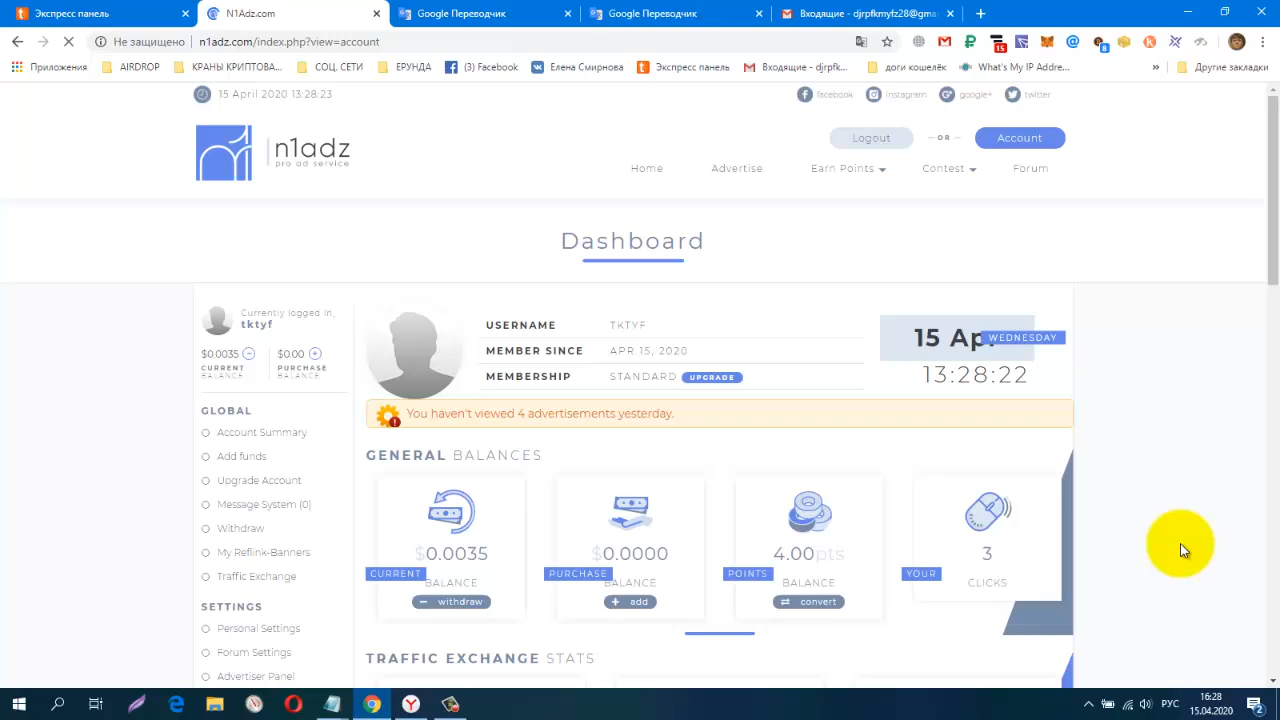 Экспресс панель
N1Adz.com
Google Переводчик
Google Переводчик
Входящие - djrpfkmyfz28@gma
Не защищено
n1adz.com/index.php?view=account
15
8
Приложения
AIRDROP
КРАНЫ КРИПТОВА...
СОЦ. СЕТИ
ЕРУНДА
(3) Facebook
Елена Смирнова
Экспресс панель
Входящие - djrpfk...
доги кошелёк
What's My IP Addre...
»
Другие закладки
15 April 2020 13:28:23
facebook
instagram
google+
twitter
n1adz
pro ad service
Logout
— OR —
Account
Home
Advertise
Earn Points
Contest
Forum
Dashboard
Currently logged in,
tktyf
$0.0035
$0.00
CURRENT BALANCE
PURCHASE BALANCE
GLOBAL
Account Summary
Add funds
Upgrade Account
Message System (0)
Withdraw
My Reflink-Banners
Traffic Exchange
SETTINGS
Personal Settings
Forum Settings
Advertiser Panel
USERNAME TKTYF
MEMBER SINCE APR 15, 2020
MEMBERSHIP STANDARD UPGRADE
15 Apr
WEDNESDAY
13:28:22
You haven't viewed 4 advertisements yesterday.
GENERAL BALANCES
$0.0035
CURRENT BALANCE
withdraw
$0.0000
PURCHASE BALANCE
add
4.00pts
POINTS BALANCE
convert
3
YOUR CLICKS
TRAFFIC EXCHANGE STATS
РУС
16:28
15.04.2020
2